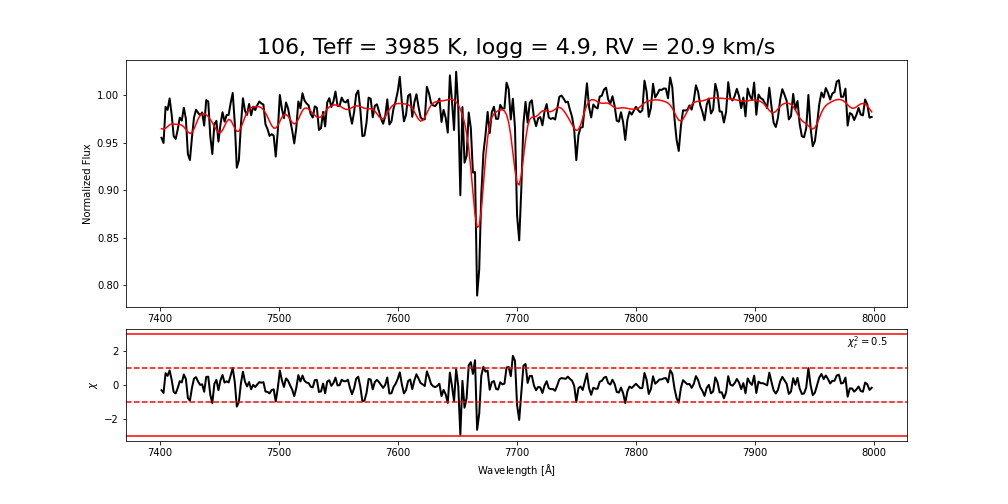 106, Teff = 3985 K, logg = 4.9, RV = 20.9 km/s
1.00
0.95
0.90
0.85
0.80
Normalized Flux
7400 7500 7600 7700 7800 7900 8000
χ²ᵣ = 0.5
2
0
−2
χ
7400 7500 7600 7700 7800 7900 8000
Wavelength [Å]